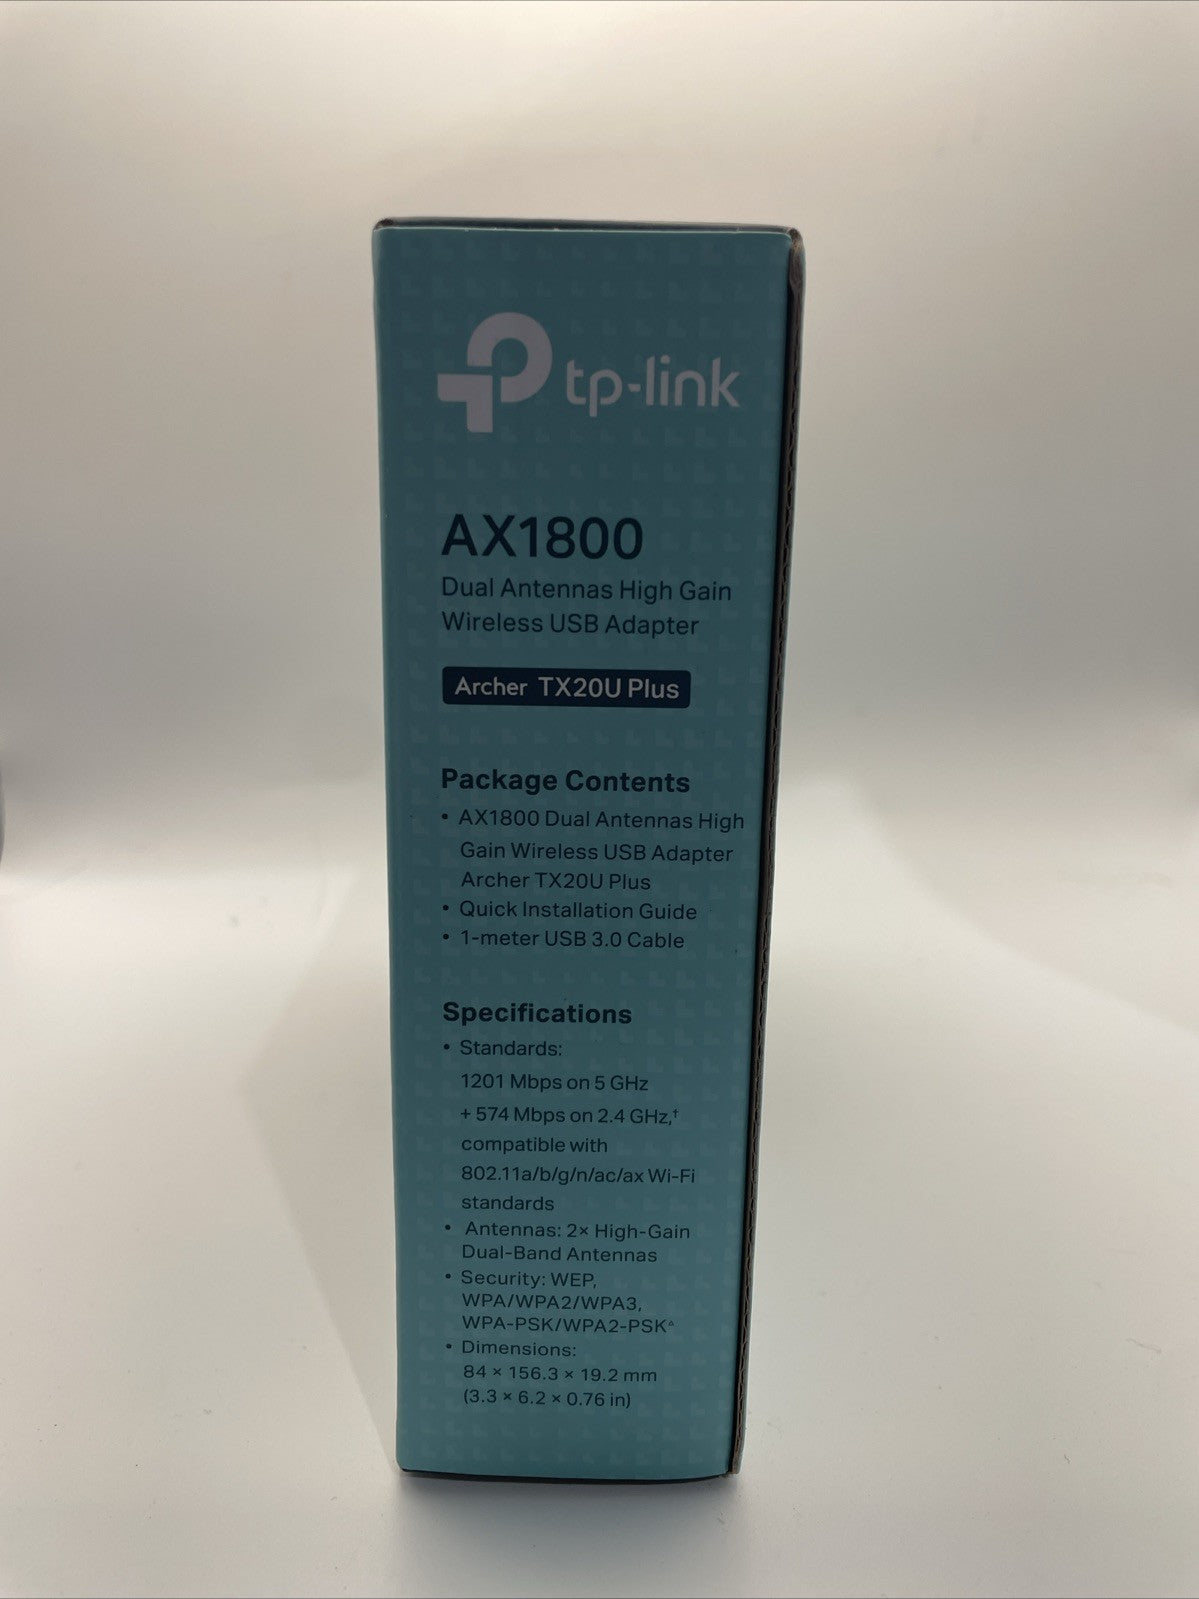 tp-link
AX1800
Dual Antennas High Gain
Wireless USB Adapter
Archer TX20U Plus
Package Contents
• AX1800 Dual Antennas High
Gain Wireless USB Adapter
Archer TX20U Plus
• Quick Installation Guide
• 1-meter USB 3.0 Cable
Specifications
• Standards:
1201 Mbps on 5 GHz
+ 574 Mbps on 2.4 GHz,†
compatible with
802.11a/b/g/n/ac/ax Wi-Fi
standards
• Antennas: 2× High-Gain
Dual-Band Antennas
• Security: WEP,
WPA/WPA2/WPA3,
WPA-PSK/WPA2-PSK△
• Dimensions:
84 × 156.3 × 19.2 mm
(3.3 × 6.2 × 0.76 in)